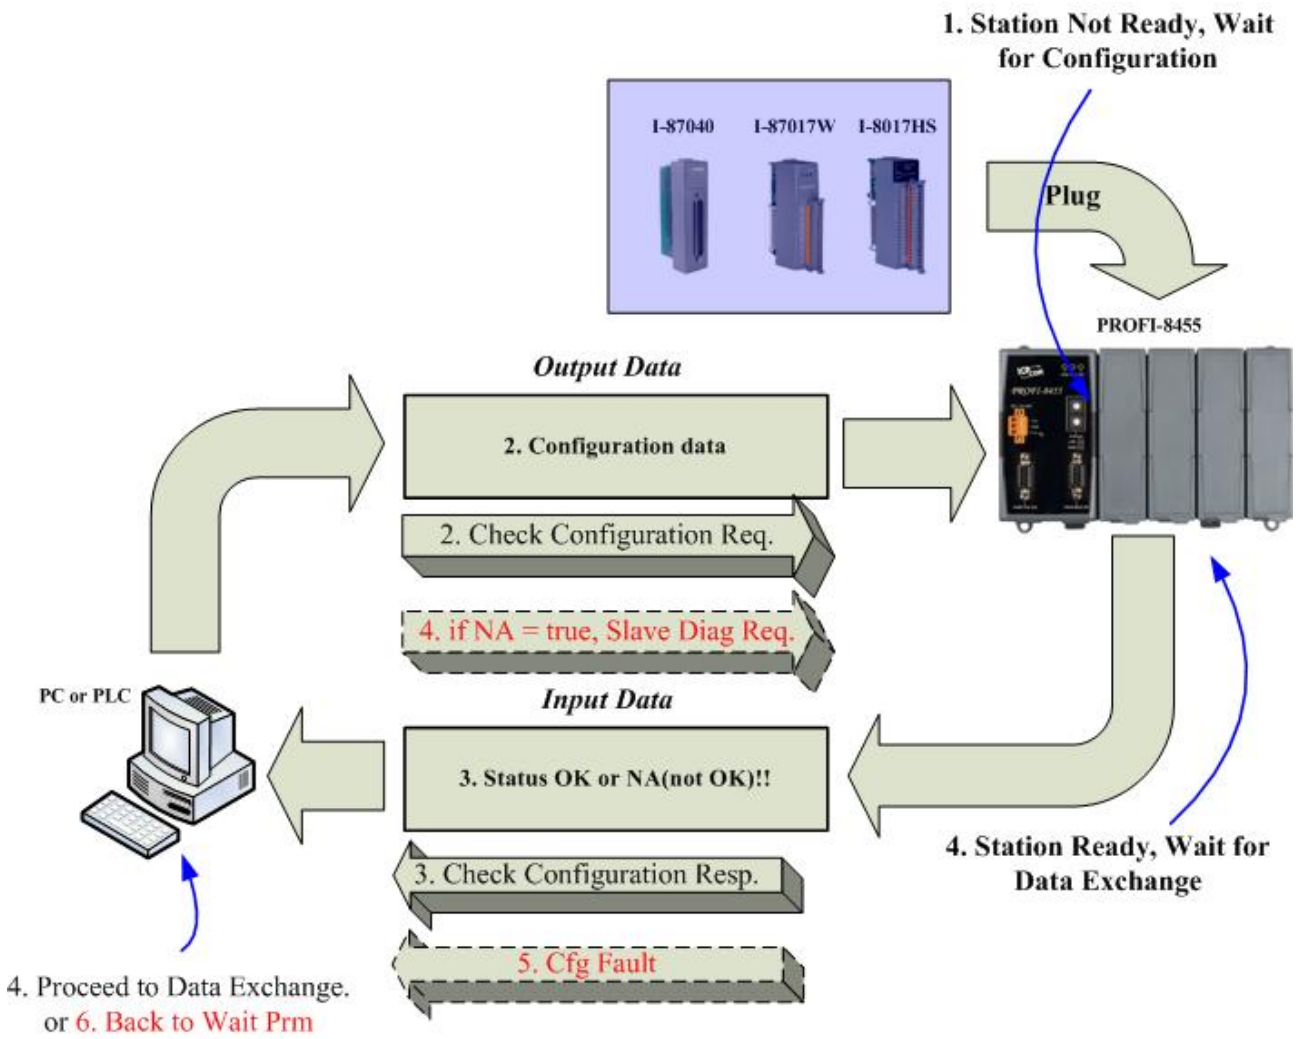 1. Station Not Ready, Wait
for Configuration
I-87040
I-87017W
I-8017HS
Plug
PROFI-8455
Output Data
PROFI-8455
2. Configuration data
2. Check Configuration Req.
4. if NA = true, Slave Diag Req.
PC or PLC
Input Data
3. Status OK or NA(not OK)!!
4. Station Ready, Wait for
Data Exchange
3. Check Configuration Resp.
5. Cfg Fault
4. Proceed to Data Exchange.
or 6. Back to Wait Prm